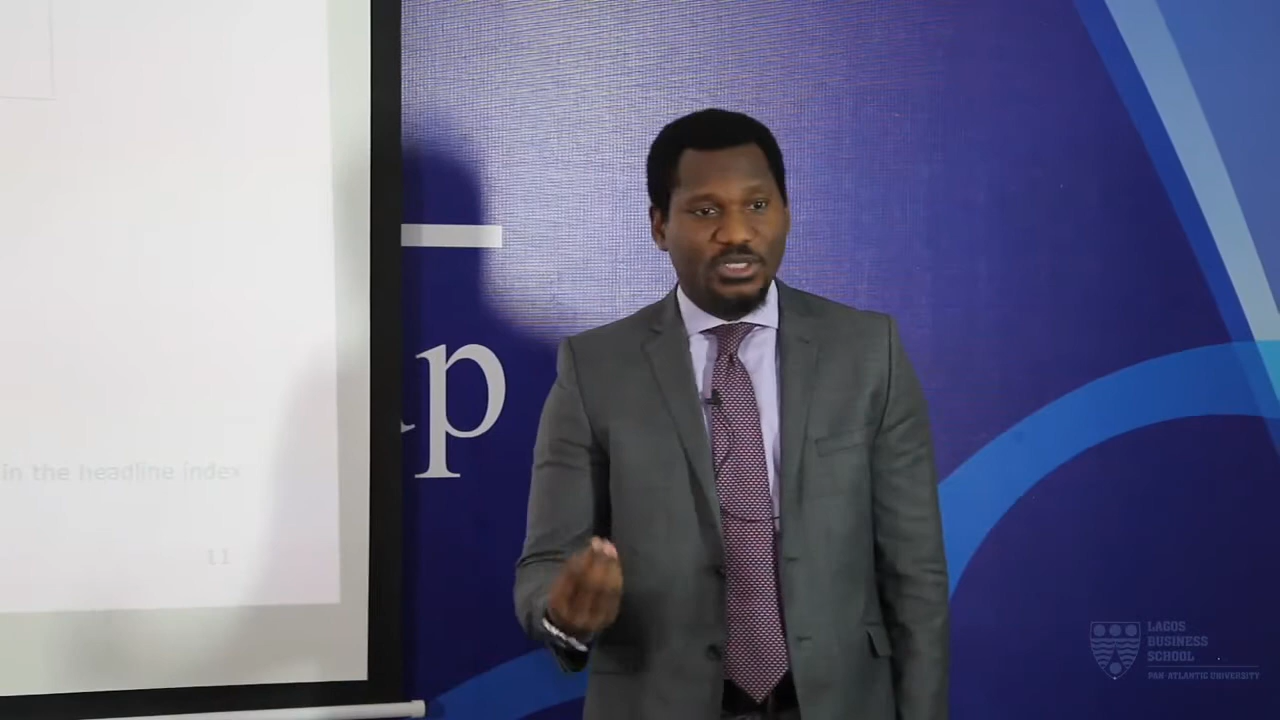 in the headline index
11
p
LAGOS
BUSINESS
SCHOOL
PAN-ATLANTIC UNIVERSITY